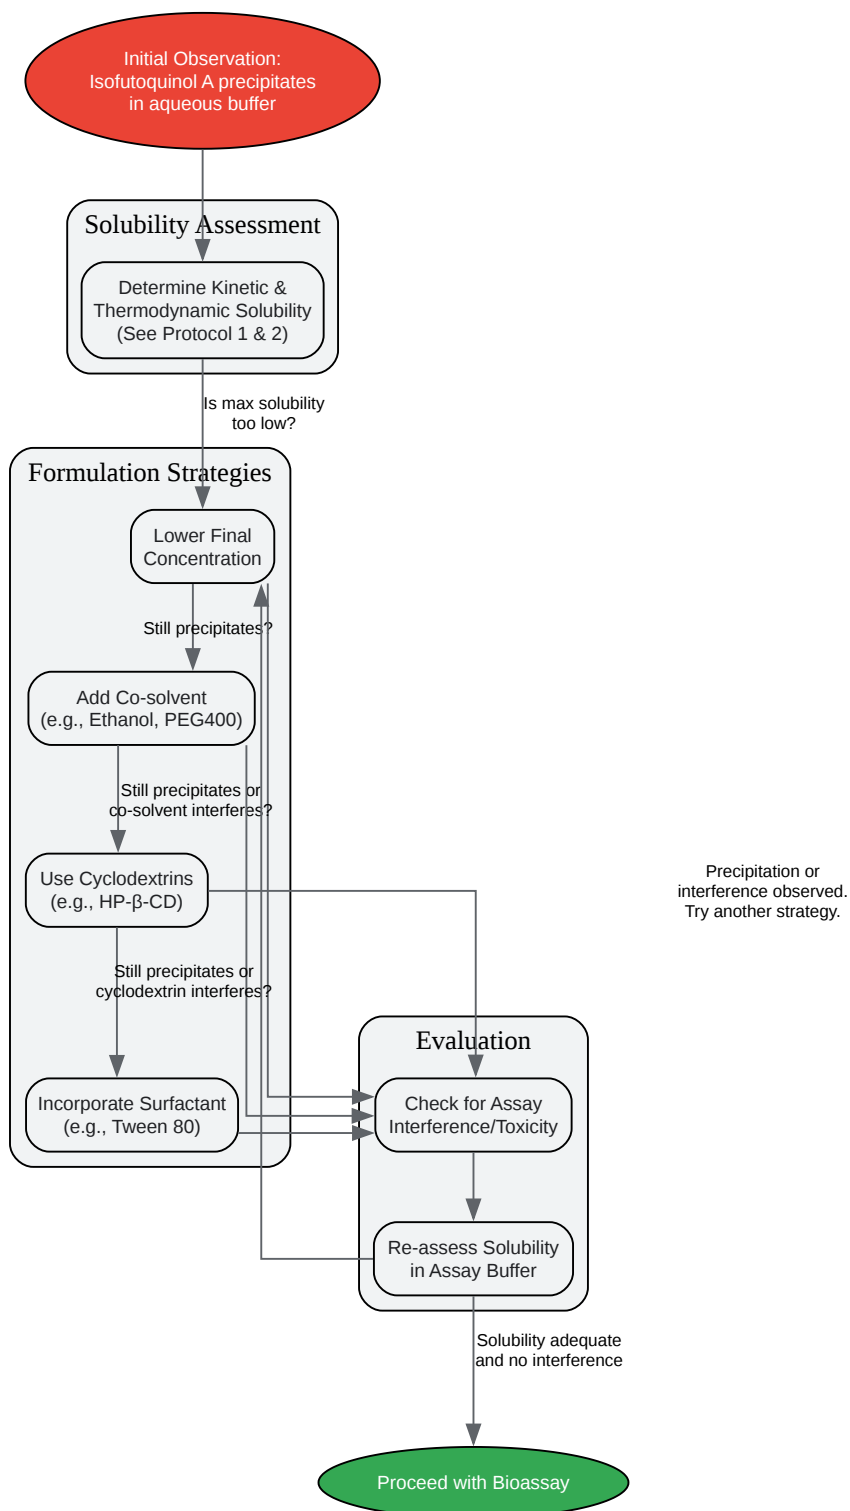 Initial Observation:
Isofutoquinol A precipitates
in aqueous buffer
Solubility Assessment
Determine Kinetic &
Thermodynamic Solubility
(See Protocol 1 & 2)
Is max solubility
too low?
Formulation Strategies
Lower Final
Concentration
Still precipitates?
Add Co-solvent
(e.g., Ethanol, PEG400)
Still precipitates or
co-solvent interferes?
Use Cyclodextrins
(e.g., HP-β-CD)
Precipitation or
interference observed.
Try another strategy.
Still precipitates or
cyclodextrin interferes?
Evaluation
Incorporate Surfactant
(e.g., Tween 80)
Check for Assay
Interference/Toxicity
Re-assess Solubility
in Assay Buffer
Solubility adequate
and no interference
Proceed with Bioassay